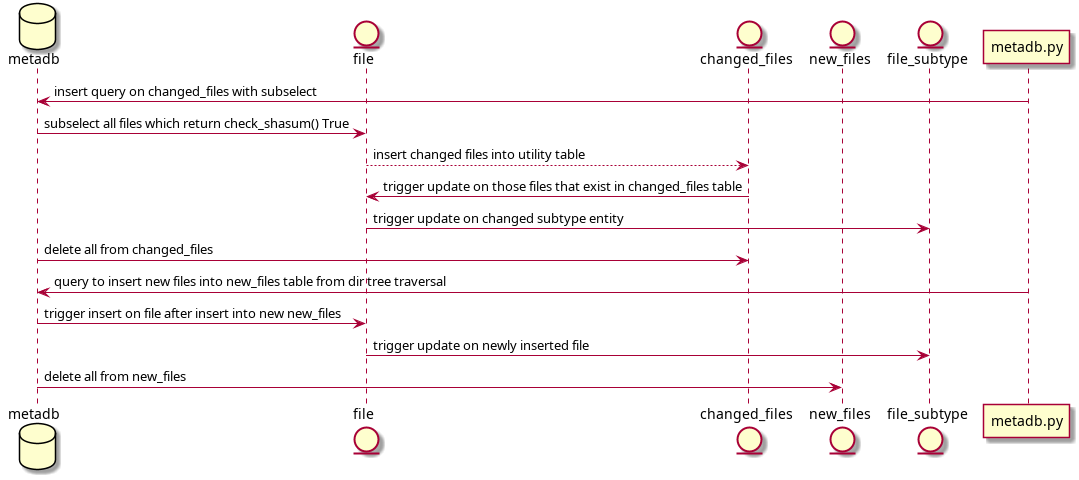 metadb
file
changed_files
new_files
file_subtype
metadb.py
insert query on changed_files with subselect
subselect all files which return check_shasum() True
insert changed files into utility table
trigger update on those files that exist in changed_files table
trigger update on changed subtype entity
delete all from changed_files
query to insert new files into new_files table from dir tree traversal
trigger insert on file after insert into new new_files
trigger update on newly inserted file
delete all from new_files
metadb
file
changed_files
new_files
file_subtype
metadb.py